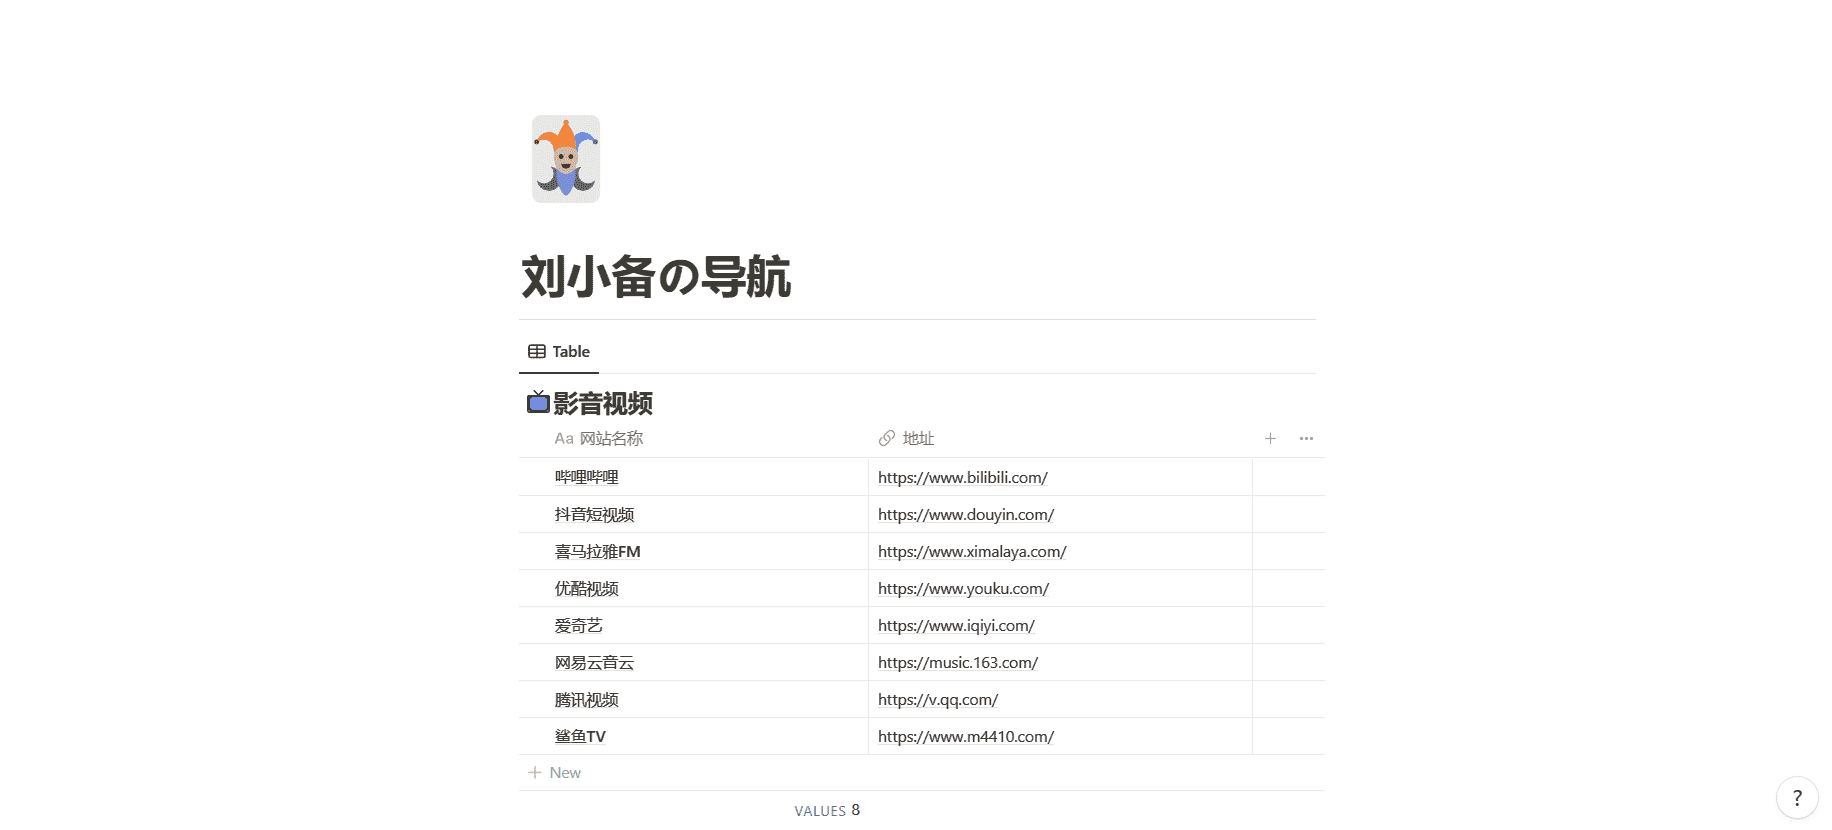 刘小备の导航
Table
影音视频
Aa 网站名称 地址
哔哩哔哩 https://www.bilibili.com/
抖音短视频 https://www.douyin.com/
喜马拉雅FM https://www.ximalaya.com/
优酷视频 https://www.youku.com/
爱奇艺 https://www.iqiyi.com/
网易云音云 https://music.163.com/
腾讯视频 https://v.qq.com/
鲨鱼TV https://www.m4410.com/
+ New
VALUES 8
?